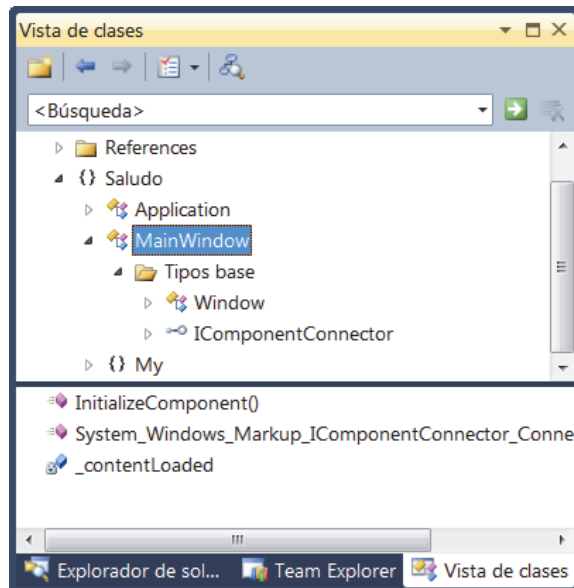 Vista de clases
<Búsqueda>
References
{} Saludo
Application
MainWindow
Tipos base
Window
IComponentConnector
{} My
InitializeComponent()
System_Windows_Markup_IComponentConnector_Conne
_contentLoaded
Explorador de sol... Team Explorer Vista de clases